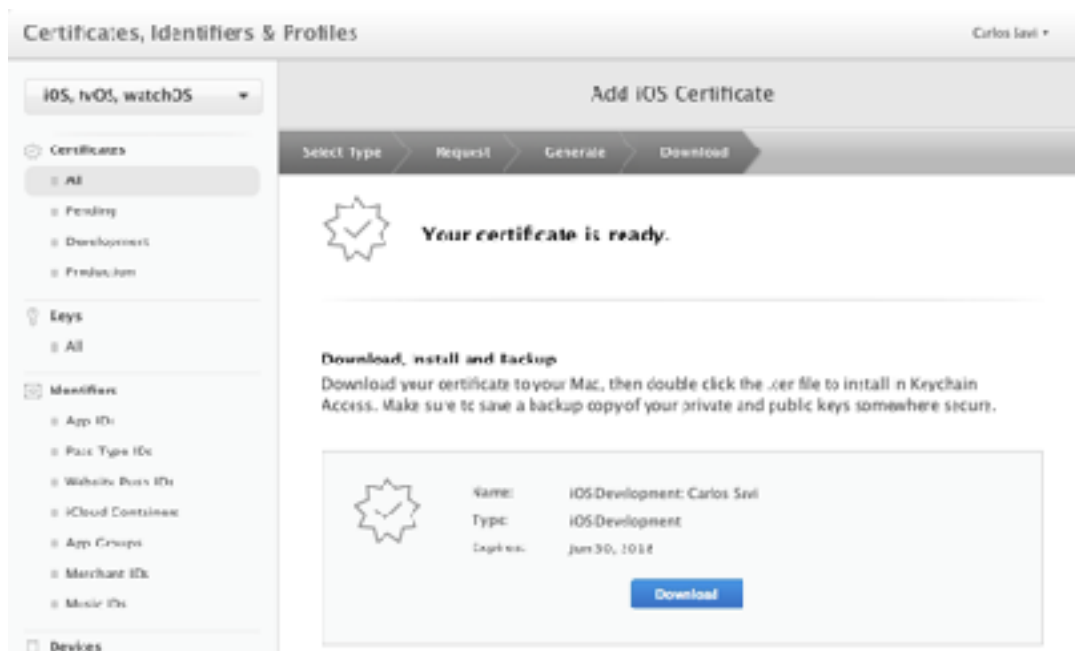 Certificates, Identifiers & Profiles
Carlos Savi
iOS, tvOS, watchOS
Add iOS Certificate
Certificates
All
Pending
Development
Production
Keys
All
Identifiers
App IDs
Pass Type IDs
Website Push IDs
iCloud Containers
App Groups
Merchant IDs
Music IDs
Devices
Select Type
Request
Generate
Download
Your certificate is ready.
Download, Install and Backup
Download your certificate to your Mac, then double click the .cer file to install in Keychain
Access. Make sure to save a backup copy of your private and public keys somewhere secure.
Name: iOS Development: Carlos Savi
Type: iOS Development
Expires: Jun 30, 2018
Download